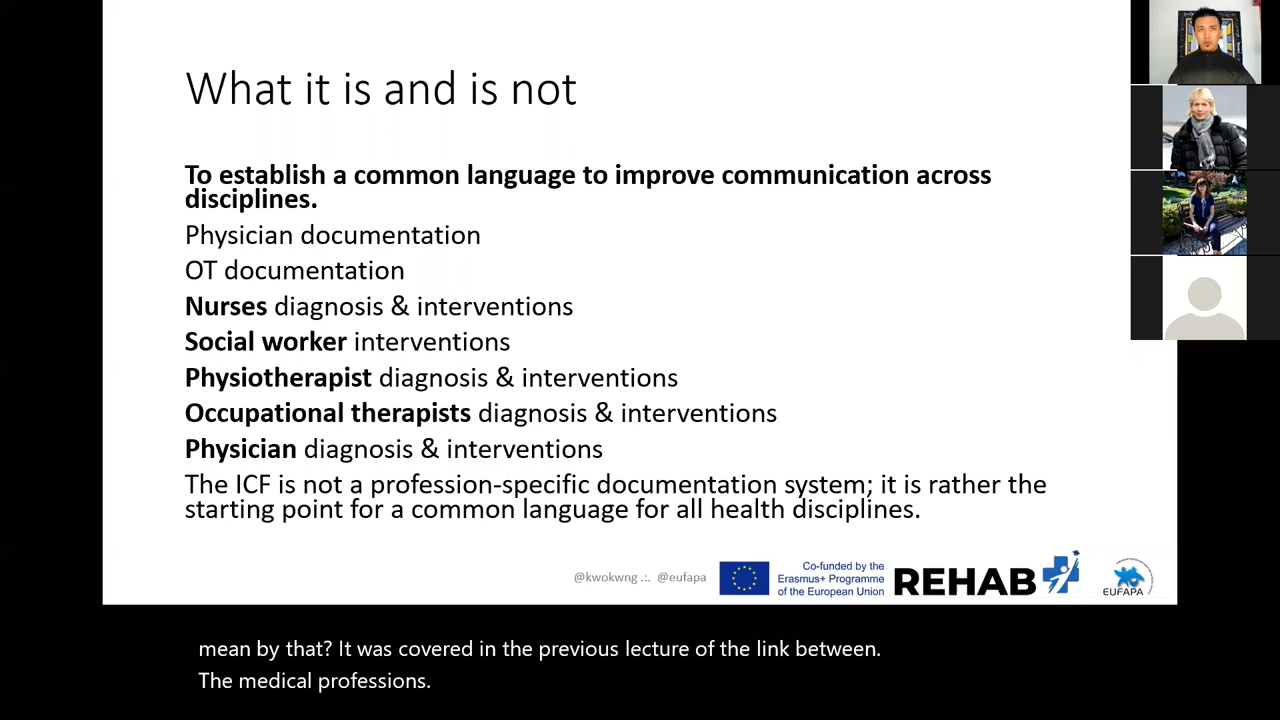 What it is and is not
To establish a common language to improve communication across
disciplines.
Physician documentation
OT documentation
Nurses diagnosis & interventions
Social worker interventions
Physiotherapist diagnosis & interventions
Occupational therapists diagnosis & interventions
Physician diagnosis & interventions
The ICF is not a profession-specific documentation system; it is rather the
starting point for a common language for all health disciplines.
@kwokwng .:. @eufapa
Co-funded by the
Erasmus+ Programme
of the European Union
REHAB
EUFAPA
mean by that? It was covered in the previous lecture of the link between.
The medical professions.